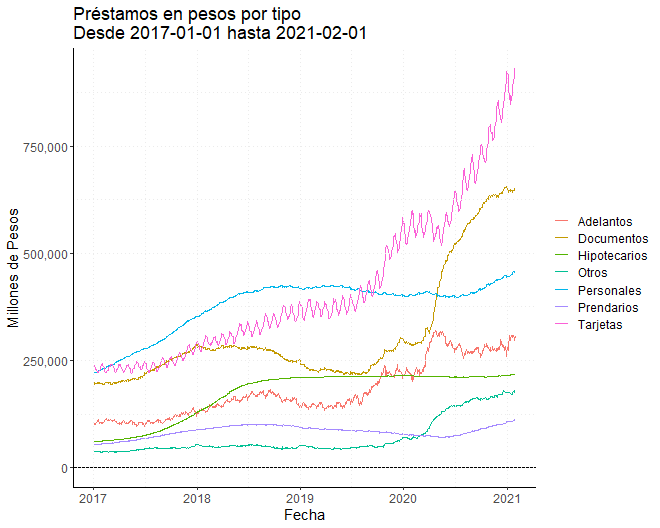 Préstamos en pesos por tipo
Desde 2017-01-01 hasta 2021-02-01
Millones de Pesos
750,000
500,000
250,000
0
2017 2018 2019 2020 2021
Fecha
Adelantos
Documentos
Hipotecarios
Otros
Personales
Prendarios
Tarjetas